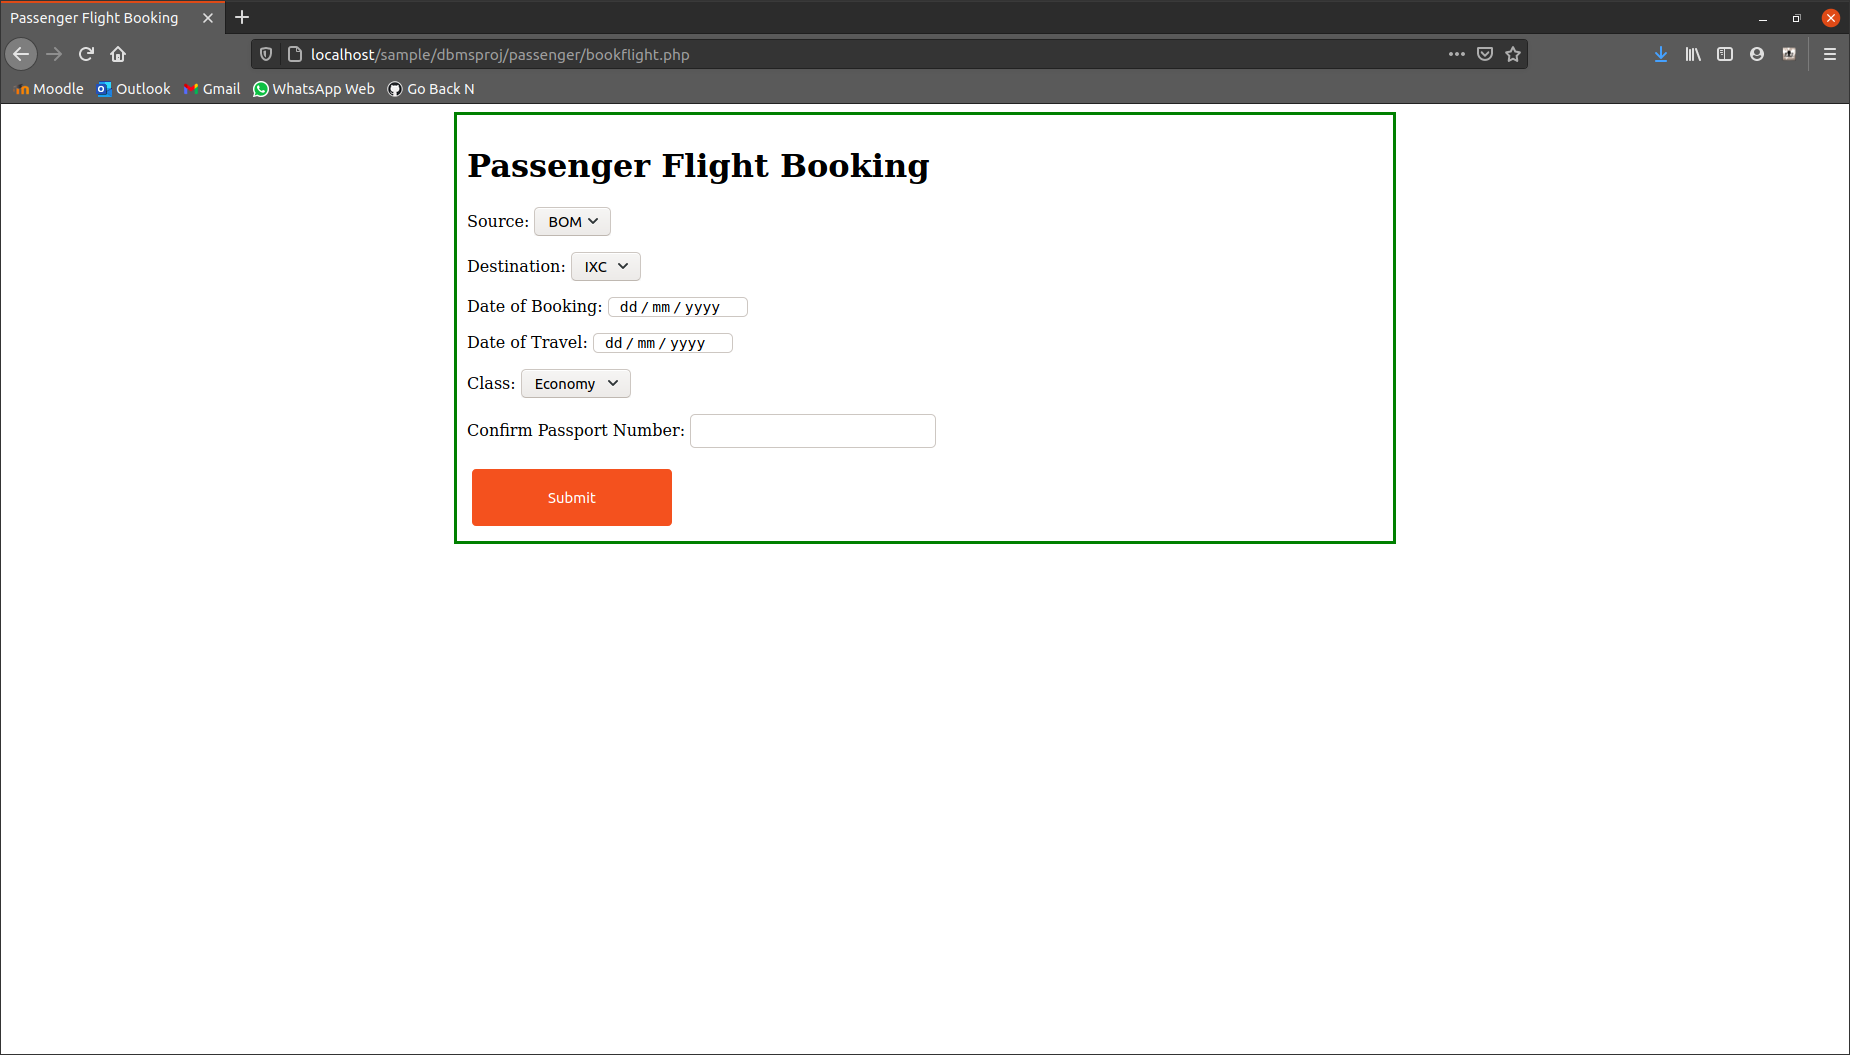 Passenger Flight Booking
localhost/sample/dbmsproj/passenger/bookflight.php
Moodle Outlook Gmail WhatsApp Web Go Back N
Passenger Flight Booking
Source: BOM
Destination: IXC
Date of Booking: dd / mm / yyyy
Date of Travel: dd / mm / yyyy
Class: Economy
Confirm Passport Number:
Submit